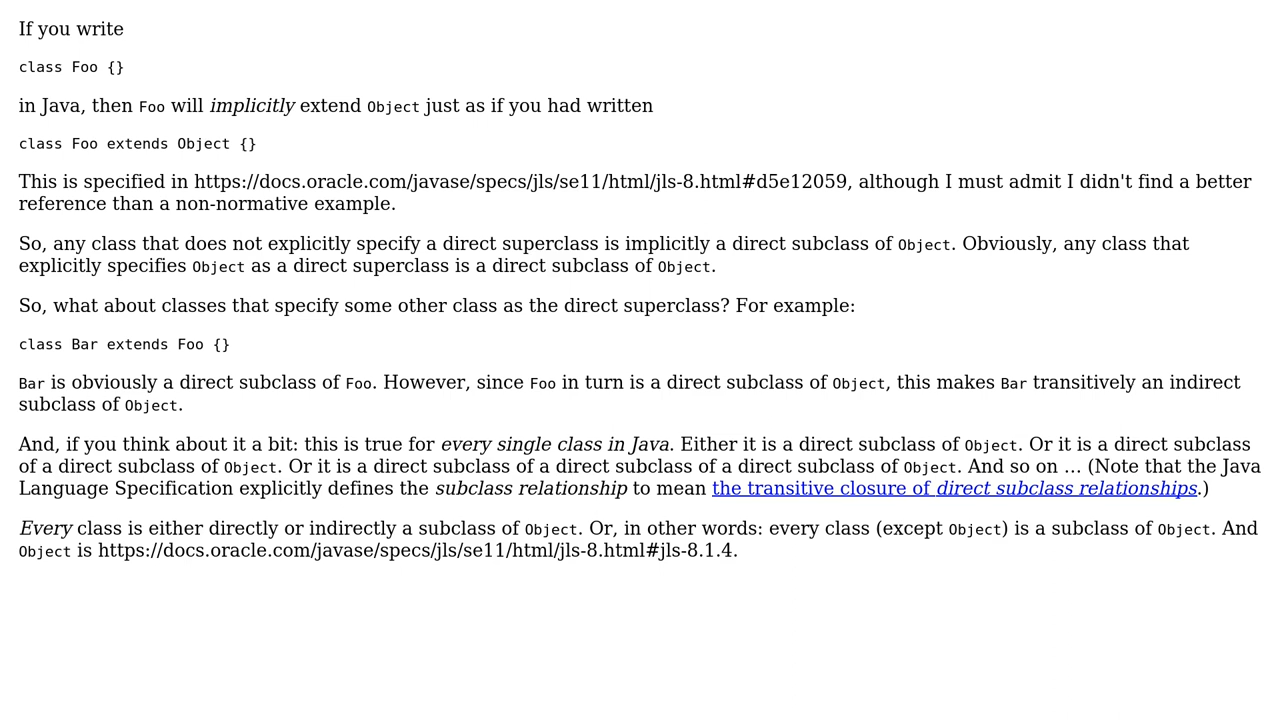 If you write
class Foo {}
in Java, then Foo will implicitly extend Object just as if you had written
class Foo extends Object {}
This is specified in https://docs.oracle.com/javase/specs/jls/se11/html/jls-8.html#d5e12059, although I must admit I didn't find a better
reference than a non-normative example.
So, any class that does not explicitly specify a direct superclass is implicitly a direct subclass of Object. Obviously, any class that
explicitly specifies Object as a direct superclass is a direct subclass of Object.
So, what about classes that specify some other class as the direct superclass? For example:
class Bar extends Foo {}
Bar is obviously a direct subclass of Foo. However, since Foo in turn is a direct subclass of Object, this makes Bar transitively an indirect
subclass of Object.
And, if you think about it a bit: this is true for every single class in Java. Either it is a direct subclass of Object. Or it is a direct subclass
of a direct subclass of Object. Or it is a direct subclass of a direct subclass of a direct subclass of Object. And so on … (Note that the Java
Language Specification explicitly defines the subclass relationship to mean the transitive closure of direct subclass relationships.)
Every class is either directly or indirectly a subclass of Object. Or, in other words: every class (except Object) is a subclass of Object. And
Object is https://docs.oracle.com/javase/specs/jls/se11/html/jls-8.html#jls-8.1.4.